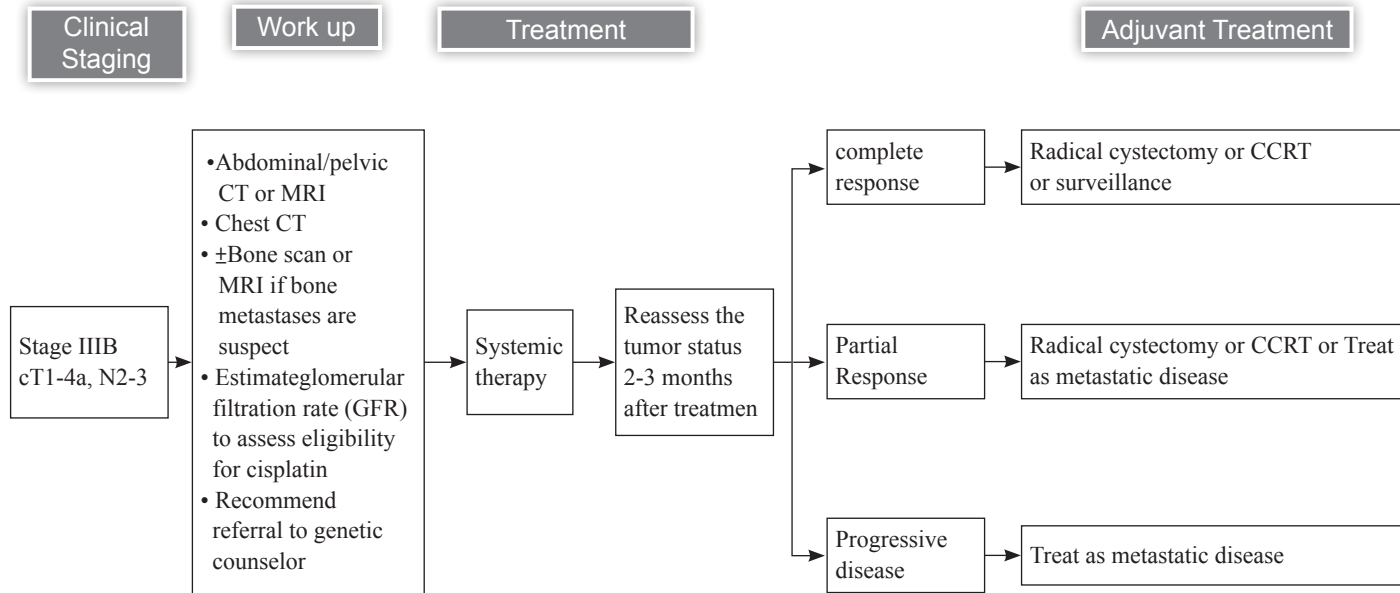 Clinical
Staging
Work up
Treatment
Adjuvant Treatment
Stage IIIB
cT1-4a, N2-3
•Abdominal/pelvic
CT or MRI
• Chest CT
• ±Bone scan or
MRI if bone
metastases are
suspect
• Estimateglomerular
filtration rate (GFR)
to assess eligibility
for cisplatin
• Recommend
referral to genetic
counselor
Systemic
therapy
Reassess the
tumor status
2-3 months
after treatmen
complete
response
Radical cystectomy or CCRT
or surveillance
Partial
Response
Radical cystectomy or CCRT or Treat
as metastatic disease
Progressive
disease
Treat as metastatic disease